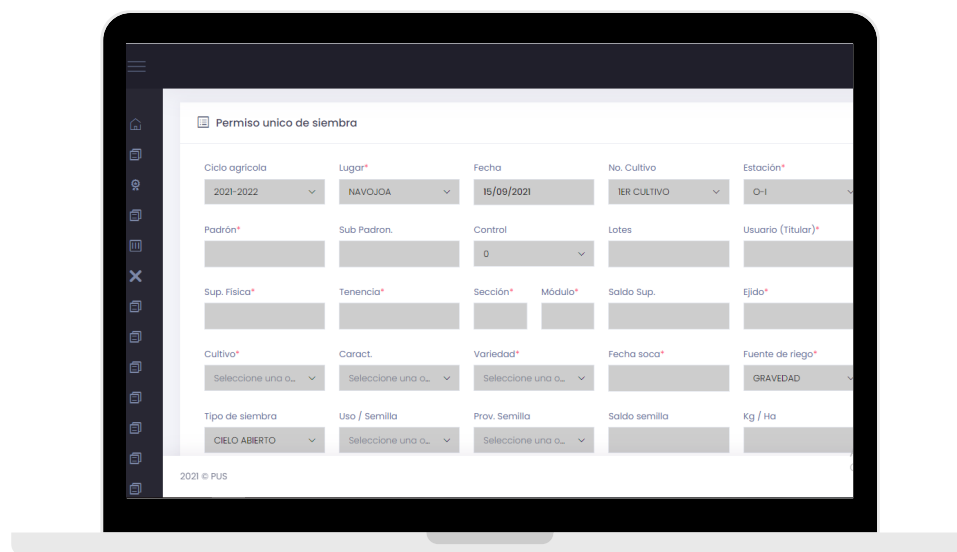 Permiso unico de siembra
Ciclo agrícola Lugar* Fecha No. Cultivo Estación*
2021-2022 NAVOJOA 15/09/2021 1ER CULTIVO O-I
Padrón* Sub Padron. Control Lotes Usuario (Titular)*
0
Sup. Física* Tenencia* Sección* Módulo* Saldo Sup. Ejido*
Cultivo* Caract. Variedad* Fecha soca* Fuente de riego*
Seleccione una o... Seleccione una o... Seleccione una o... GRAVEDAD
Tipo de siembra Uso / Semilla Prov. Semilla Saldo semilla Kg / Ha
CIELO ABIERTO Seleccione una o... Seleccione una o...
2021 © PUS